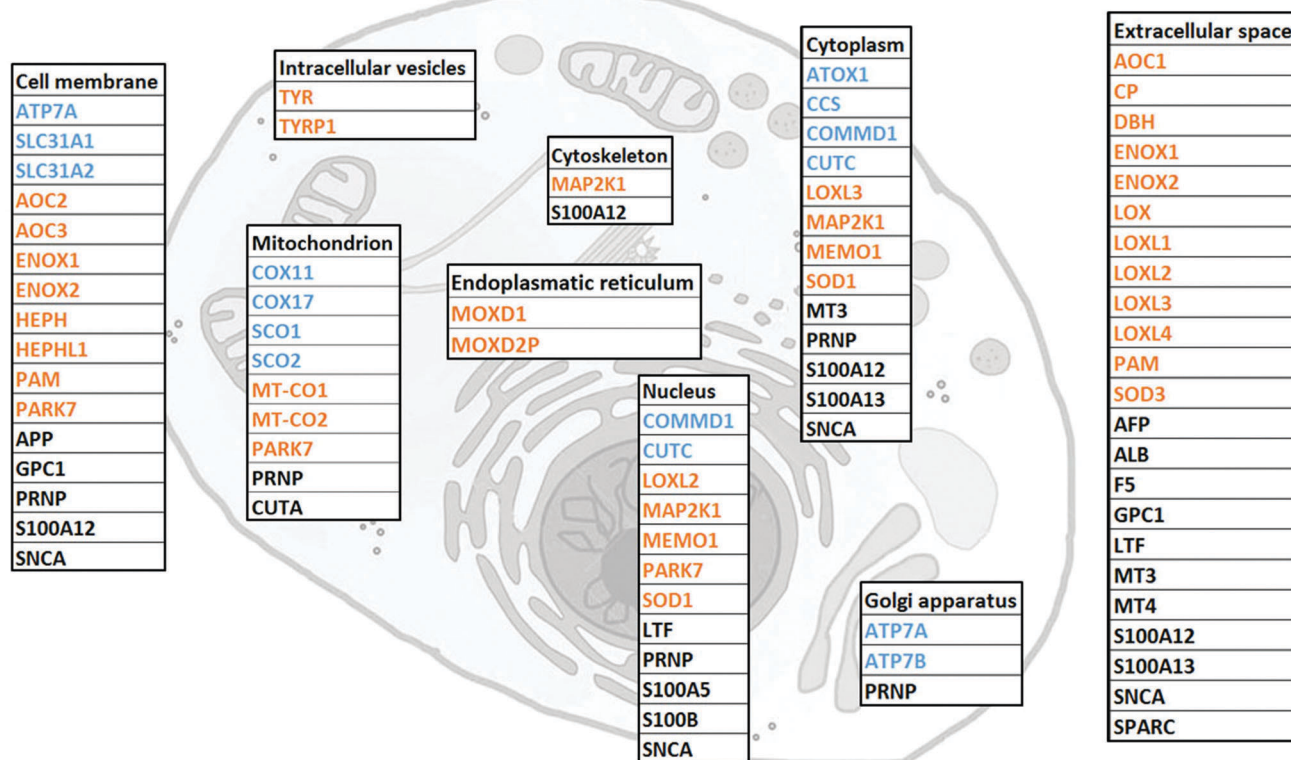 Cell membrane
ATP7A
SLC31A1
SLC31A2
AOC2
AOC3
ENOX1
ENOX2
HEPH
HEPHL1
PAM
PARK7
APP
GPC1
PRNP
S100A12
SNCA
Intracellular vesicles
TYR
TYRP1
Mitochondrion
COX11
COX17
SCO1
SCO2
MT-CO1
MT-CO2
PARK7
PRNP
CUTA
Cytoskeleton
MAP2K1
S100A12
Endoplasmatic reticulum
MOXD1
MOXD2P
Nucleus
COMMD1
CUTC
LOXL2
MAP2K1
MEMO1
PARK7
SOD1
LTF
PRNP
S100A5
S100B
SNCA
Cytoplasm
ATOX1
CCS
COMMD1
CUTC
LOXL3
MAP2K1
MEMO1
SOD1
MT3
PRNP
S100A12
S100A13
SNCA
Golgi apparatus
ATP7A
ATP7B
PRNP
Extracellular space
AOC1
CP
DBH
ENOX1
ENOX2
LOX
LOXL1
LOXL2
LOXL3
LOXL4
PAM
SOD3
AFP
ALB
F5
GPC1
LTF
MT3
MT4
S100A12
S100A13
SNCA
SPARC